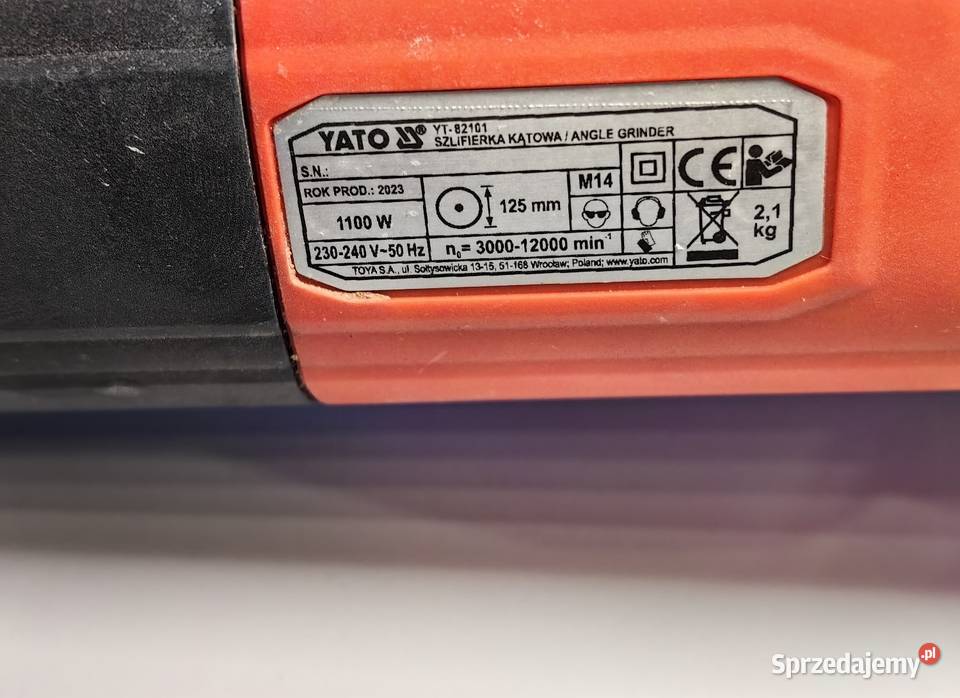 YATO ® YT-82101
SZLIFIERKA KĄTOWA / ANGLE GRINDER
S.N.:
ROK PROD.: 2023
1100 W
125 mm
M14
CE
2,1
kg
230-240 V~50 Hz
n₀= 3000-12000 min⁻¹
TOYA S.A., ul. Sołtysowicka 13-15, 51-168 Wrocław; Poland; www.yato.com
Sprzedajemy.pl